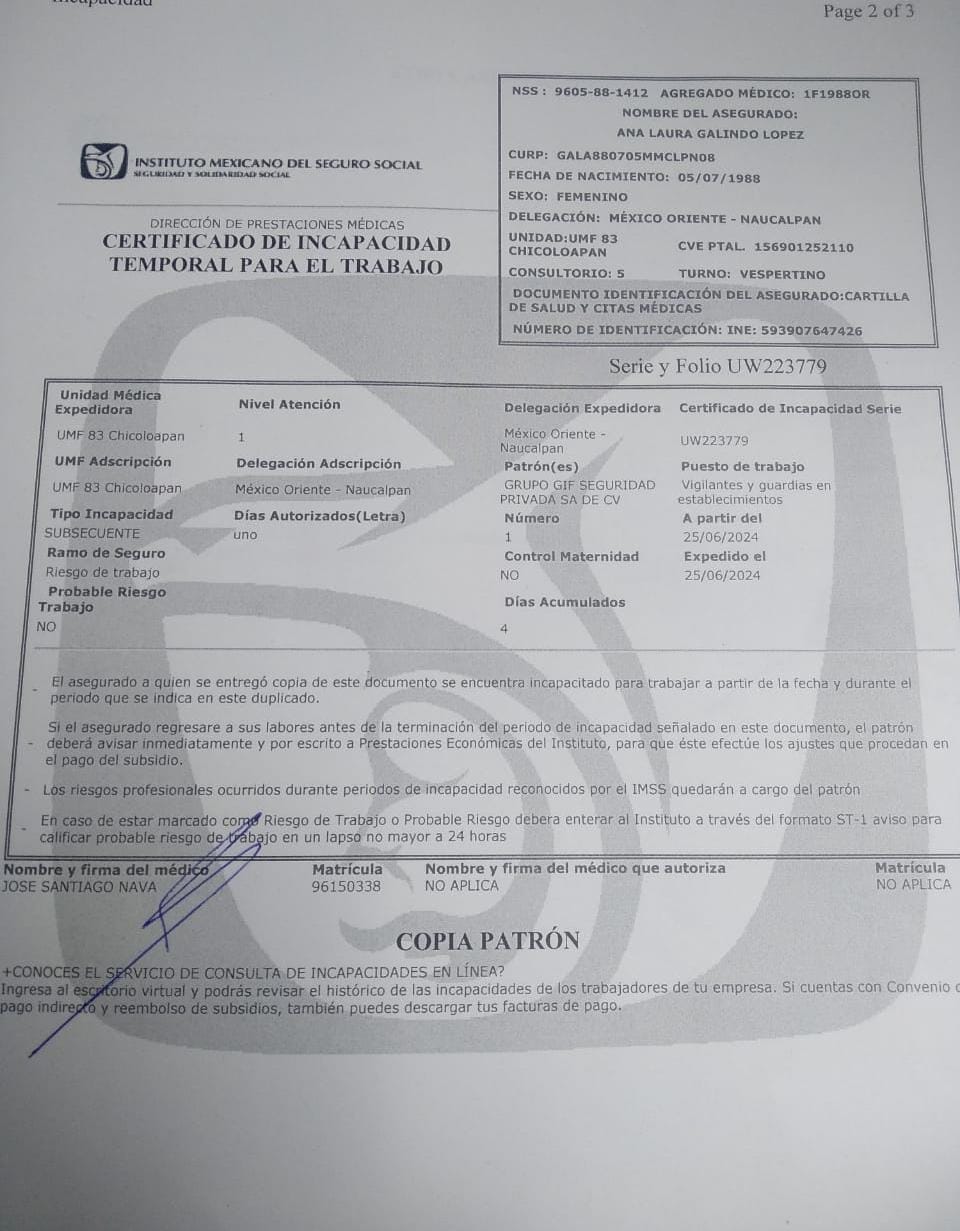 Incapacidad
Page 2 of 3
NSS : 9605-88-1412 AGREGADO MÉDICO: 1F1988OR
NOMBRE DEL ASEGURADO:
ANA LAURA GALINDO LOPEZ
CURP: GALA880705MMCLPN08
FECHA DE NACIMIENTO: 05/07/1988
SEXO: FEMENINO
DELEGACIÓN: MÉXICO ORIENTE - NAUCALPAN
UNIDAD:UMF 83
CHICOLOAPAN
CVE PTAL. 156901252110
CONSULTORIO: 5 TURNO: VESPERTINO
DOCUMENTO IDENTIFICACIÓN DEL ASEGURADO:CARTILLA
DE SALUD Y CITAS MÉDICAS
NÚMERO DE IDENTIFICACIÓN: INE: 593907647426
INSTITUTO MEXICANO DEL SEGURO SOCIAL
SEGURIDAD Y SOLIDARIDAD SOCIAL
DIRECCIÓN DE PRESTACIONES MÉDICAS
CERTIFICADO DE INCAPACIDAD
TEMPORAL PARA EL TRABAJO
Serie y Folio UW223779
Unidad Médica
Expedidora
Nivel Atención
Delegación Expedidora
Certificado de Incapacidad Serie
UMF 83 Chicoloapan
1
México Oriente -
Naucalpan
UW223779
UMF Adscripción
Delegación Adscripción
Patrón(es)
Puesto de trabajo
UMF 83 Chicoloapan
México Oriente - Naucalpan
GRUPO GIF SEGURIDAD
PRIVADA SA DE CV
Vigilantes y guardias en
establecimientos
Tipo Incapacidad
Días Autorizados(Letra)
Número
A partir del
SUBSECUENTE
uno
1
25/06/2024
Ramo de Seguro
Control Maternidad
Expedido el
Riesgo de trabajo
NO
25/06/2024
Probable Riesgo
Trabajo
Días Acumulados
NO
4
- El asegurado a quien se entregó copia de este documento se encuentra incapacitado para trabajar a partir de la fecha y durante el
periodo que se indica en este duplicado.
Si el asegurado regresare a sus labores antes de la terminación del periodo de incapacidad señalado en este documento, el patrón
- deberá avisar inmediatamente y por escrito a Prestaciones Económicas del Instituto, para que éste efectúe los ajustes que procedan en
el pago del subsidio.
- Los riesgos profesionales ocurridos durante periodos de incapacidad reconocidos por el IMSS quedarán a cargo del patrón
- En caso de estar marcado como Riesgo de Trabajo o Probable Riesgo debera enterar al Instituto a través del formato ST-1 aviso para
calificar probable riesgo de trabajo en un lapso no mayor a 24 horas
Nombre y firma del médico
Matrícula
Nombre y firma del médico que autoriza
Matrícula
JOSE SANTIAGO NAVA
96150338
NO APLICA
NO APLICA
COPIA PATRÓN
+CONOCES EL SERVICIO DE CONSULTA DE INCAPACIDADES EN LÍNEA?
Ingresa al escritorio virtual y podrás revisar el histórico de las incapacidades de los trabajadores de tu empresa. Si cuentas con Convenio
pago indirecto y reembolso de subsidios, también puedes descargar tus facturas de pago.